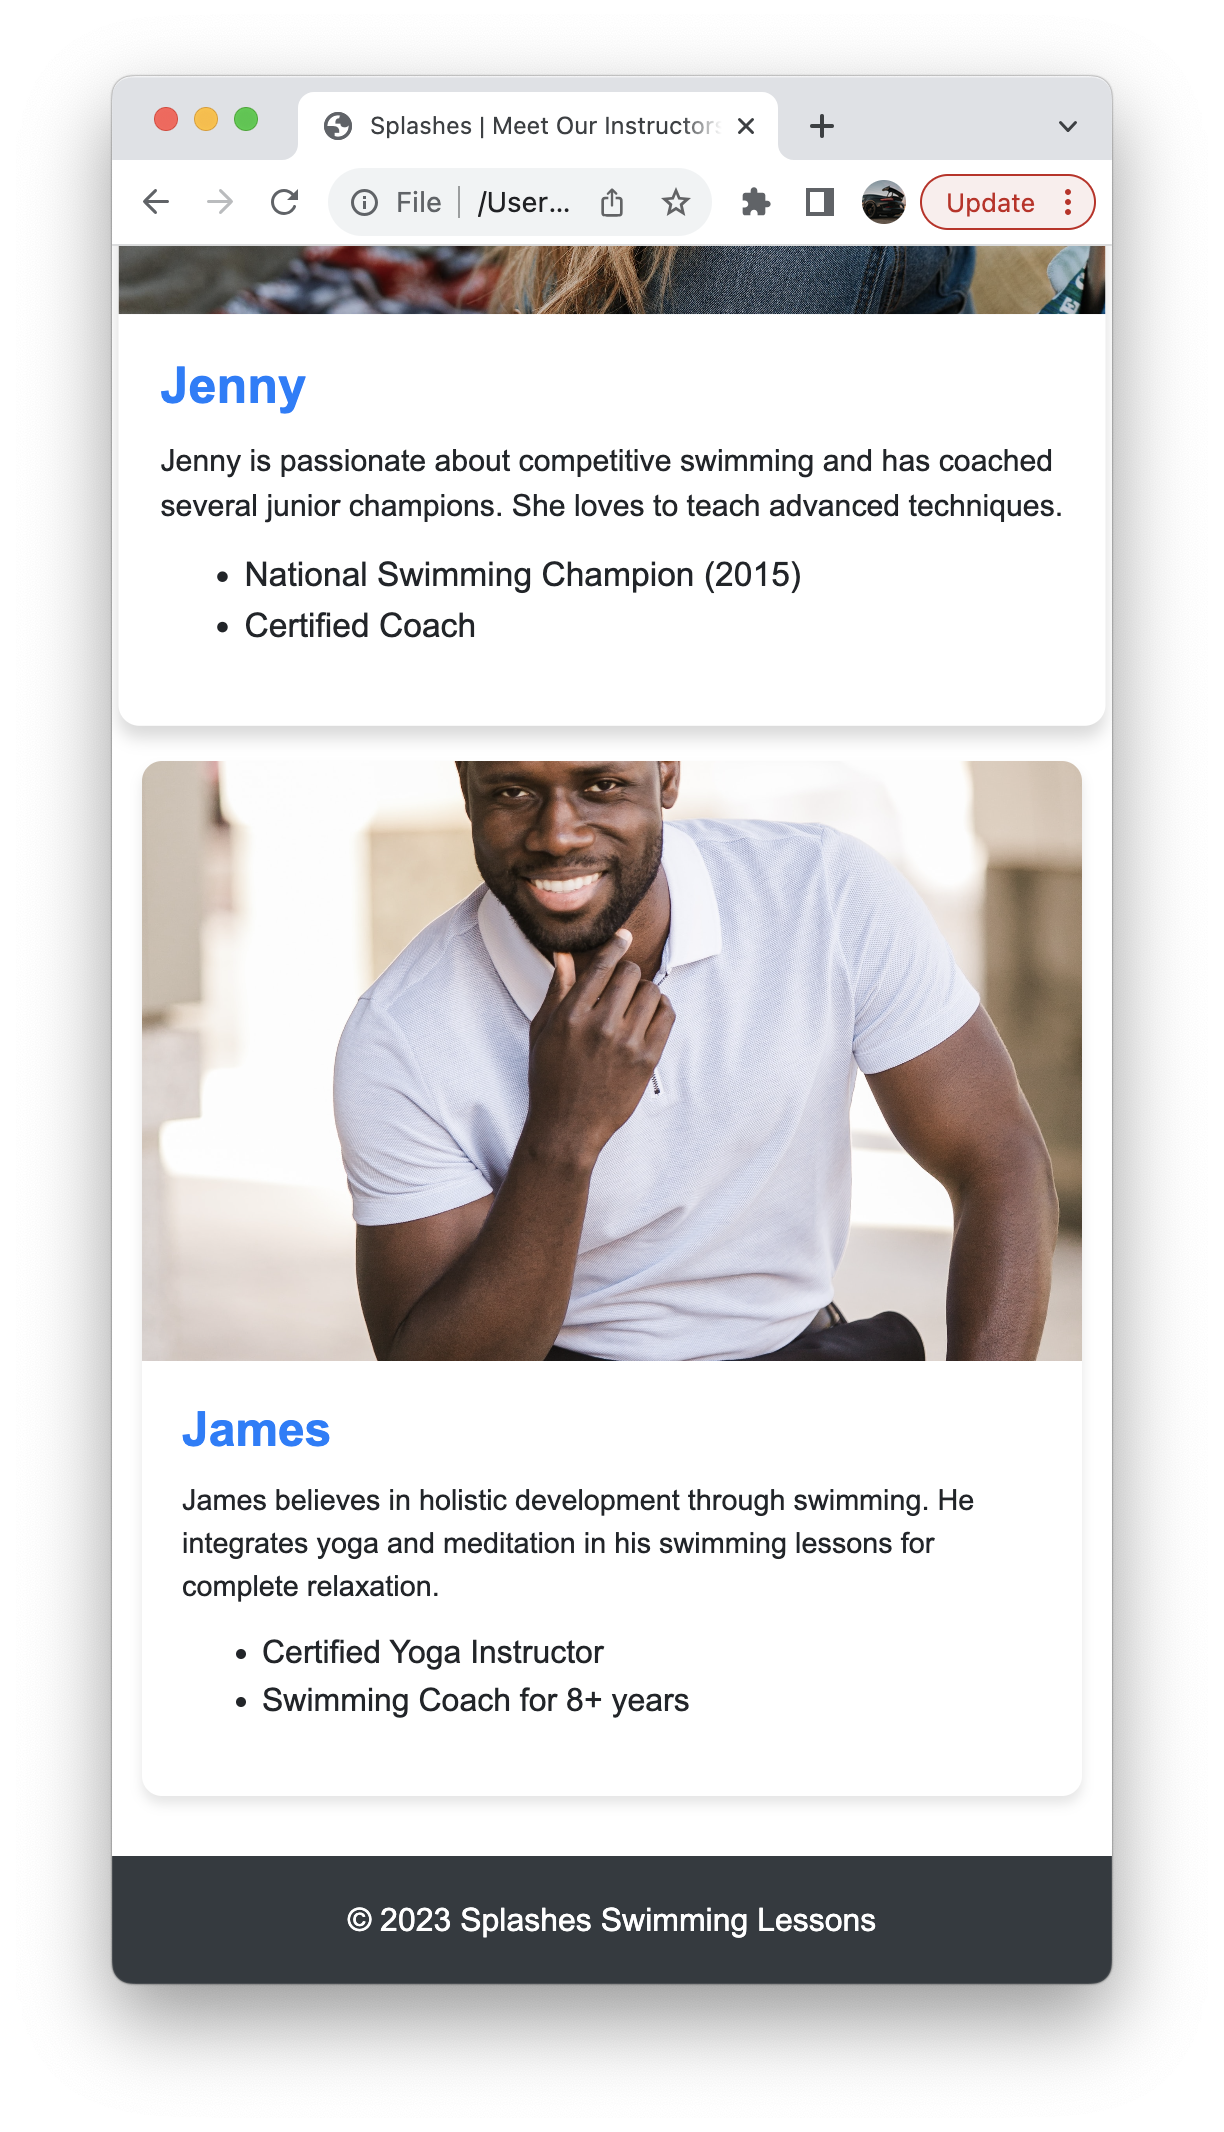 Splashes | Meet Our Instructors
File
/User...
Update
Jenny
Jenny is passionate about competitive swimming and has coached
several junior champions. She loves to teach advanced techniques.
• National Swimming Champion (2015)
• Certified Coach
James
James believes in holistic development through swimming. He
integrates yoga and meditation in his swimming lessons for
complete relaxation.
• Certified Yoga Instructor
• Swimming Coach for 8+ years
© 2023 Splashes Swimming Lessons